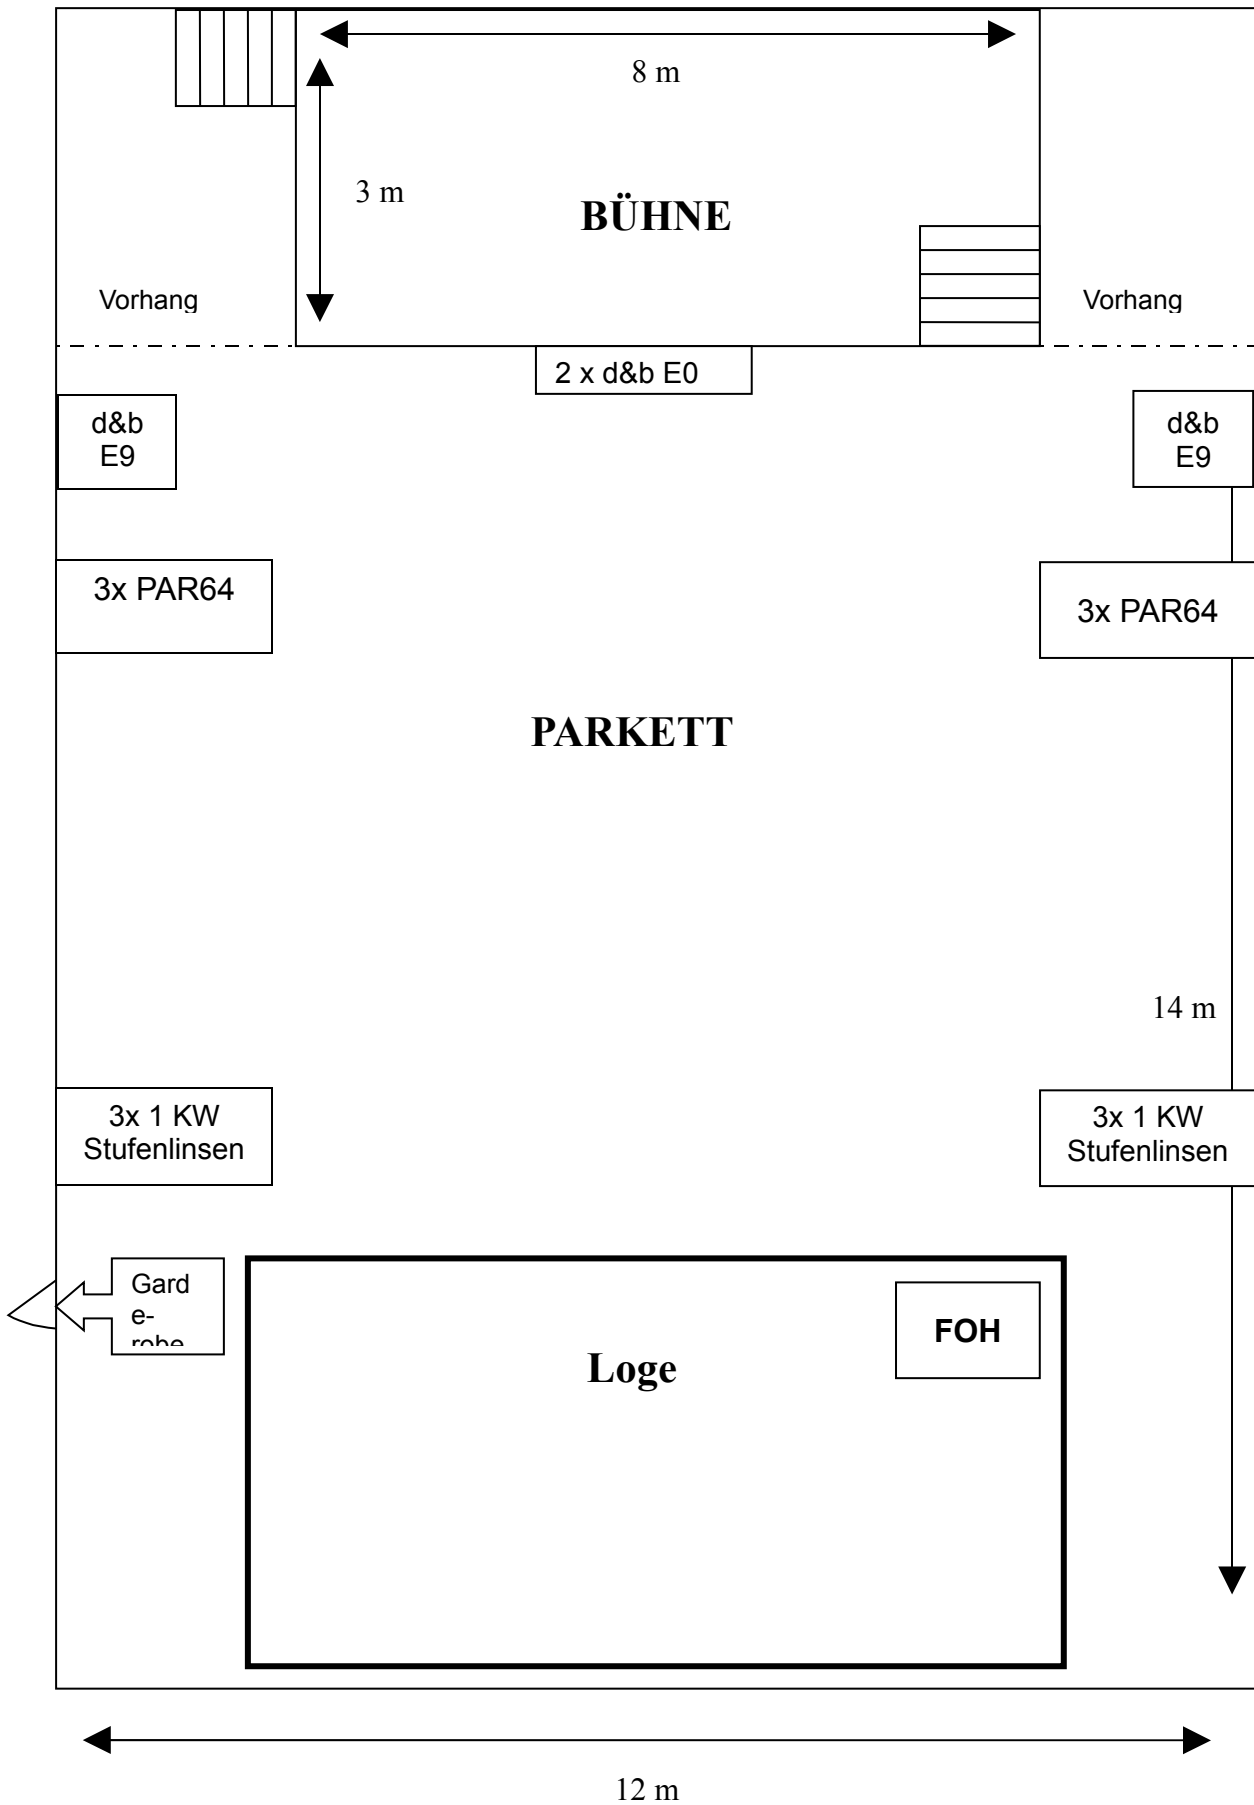 8 m
3 m
BÜHNE
Vorhang
Vorhang
2 x d&b E0
d&b
E9
d&b
E9
3x PAR64
3x PAR64
PARKETT
14 m
3x 1 KW
Stufenlinsen
3x 1 KW
Stufenlinsen
Gard
e-
robe
FOH
Loge
12 m